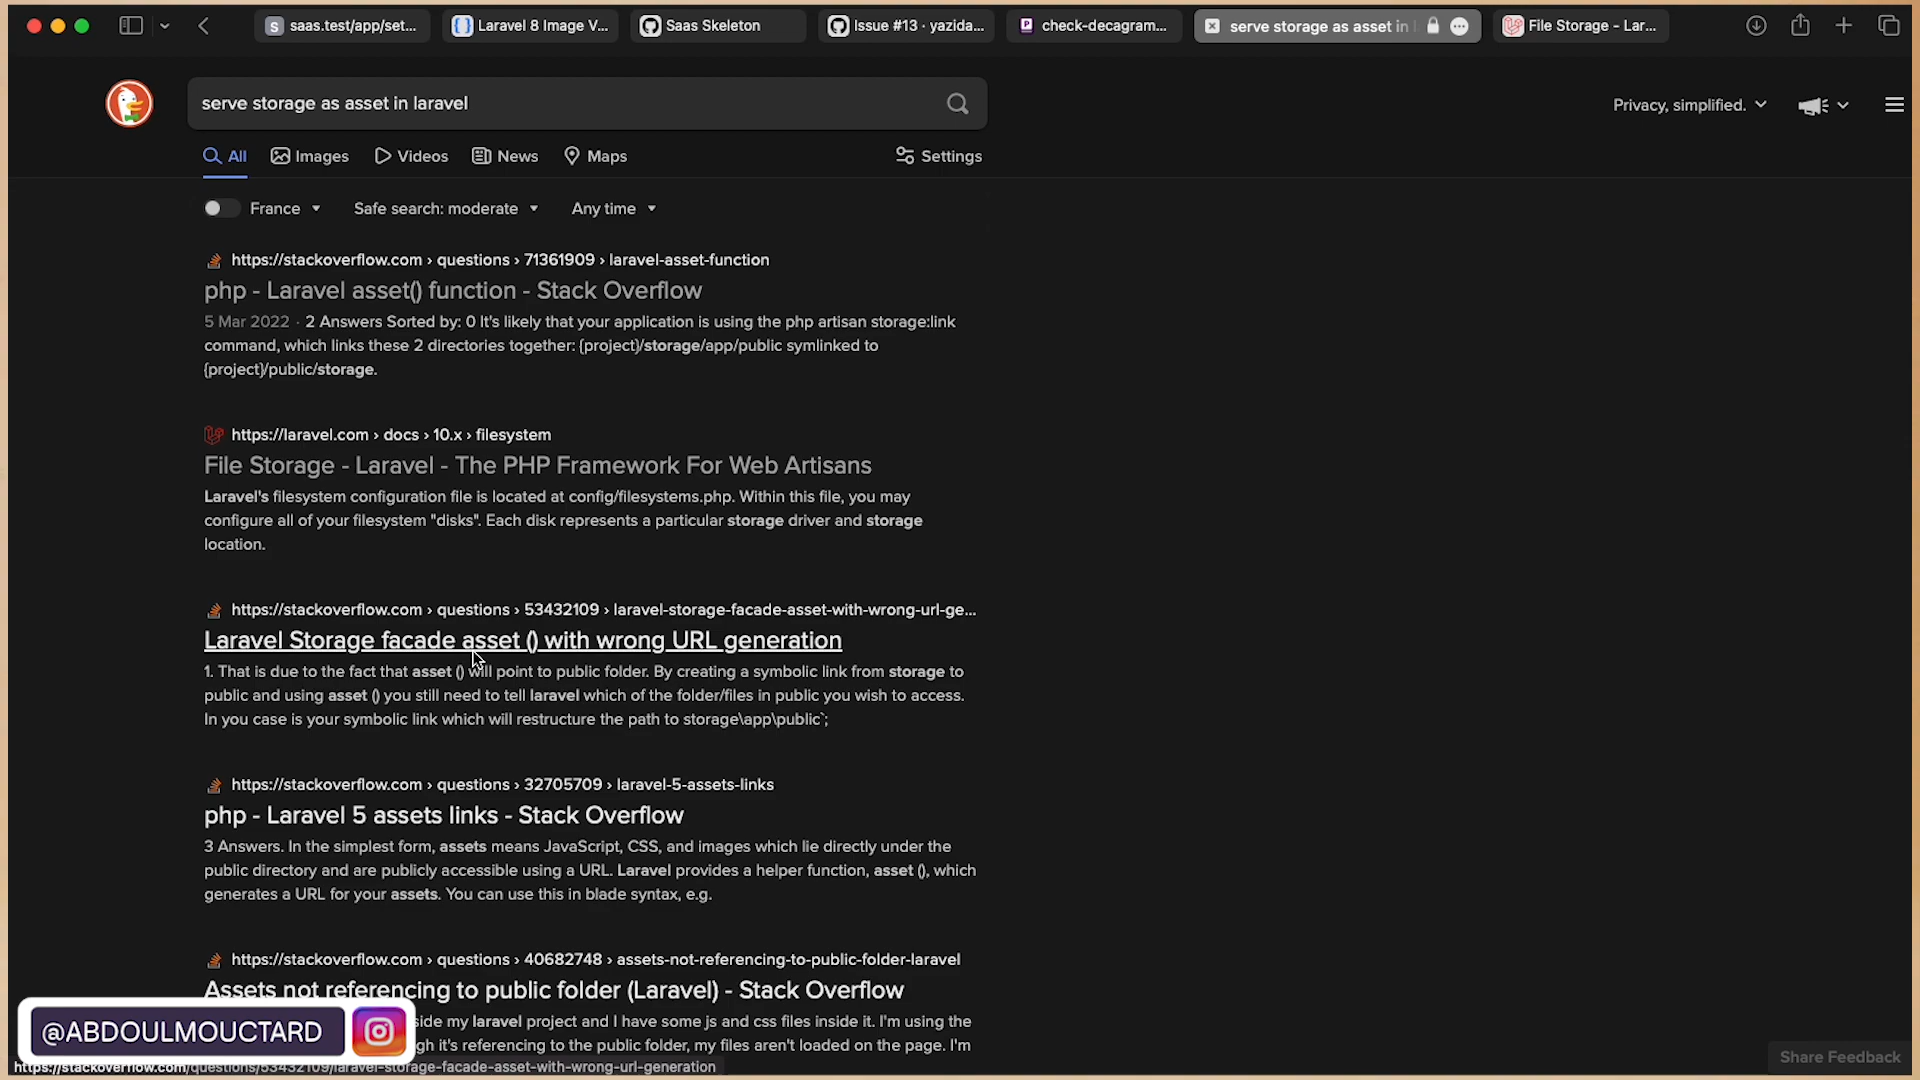 saas.test/app/set...
Laravel 8 Image V...
Saas Skeleton
Issue #13 · yazida...
check-decagram...
serve storage as asset in
File Storage - Lar...
serve storage as asset in laravel
Privacy, simplified.
All
Images
Videos
News
Maps
Settings
France
Safe search: moderate
Any time
https://stackoverflow.com › questions › 71361909 › laravel-asset-function
php - Laravel asset() function - Stack Overflow
5 Mar 2022 · 2 Answers Sorted by: 0 It's likely that your application is using the php artisan storage:link
command, which links these 2 directories together: {project}/storage/app/public symlinked to
{project}/public/storage.
https://laravel.com › docs › 10.x › filesystem
File Storage - Laravel - The PHP Framework For Web Artisans
Laravel's filesystem configuration file is located at config/filesystems.php. Within this file, you may
configure all of your filesystem "disks". Each disk represents a particular storage driver and storage
location.
https://stackoverflow.com › questions › 53432109 › laravel-storage-facade-asset-with-wrong-url-ge...
Laravel Storage facade asset () with wrong URL generation
1. That is due to the fact that asset () will point to public folder. By creating a symbolic link from storage to
public and using asset () you still need to tell laravel which of the folder/files in public you wish to access.
In you case is your symbolic link which will restructure the path to storage\app\public`;
https://stackoverflow.com › questions › 32705709 › laravel-5-assets-links
php - Laravel 5 assets links - Stack Overflow
3 Answers. In the simplest form, assets means JavaScript, CSS, and images which lie directly under the
public directory and are publicly accessible using a URL. Laravel provides a helper function, asset (), which
generates a URL for your assets. You can use this in blade syntax, e.g.
https://stackoverflow.com › questions › 40682748 › assets-not-referencing-to-public-folder-laravel
Assets not referencing to public folder (Laravel) - Stack Overflow
side my laravel project and I have some js and css files inside it. I'm using the
gh it's referencing to the public folder, my files aren't loaded on the page. I'm
@ABDOULMOUCTARD
https://stackoverflow.com/questions/53432109/laravel-storage-facade-asset-with-wrong-url-generation
Share Feedback